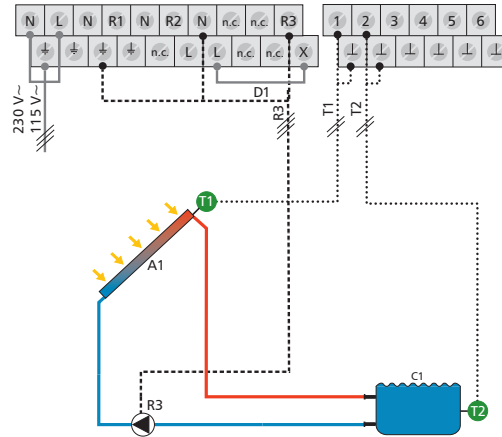 N L N R1 N R2 N n.c. n.c. R3 1 2 3 4 5 6
n.c. L L n.c. n.c. X
230 V~
115 V~
D1
R3
T1
T2
T1
A1
R3
C1
T2